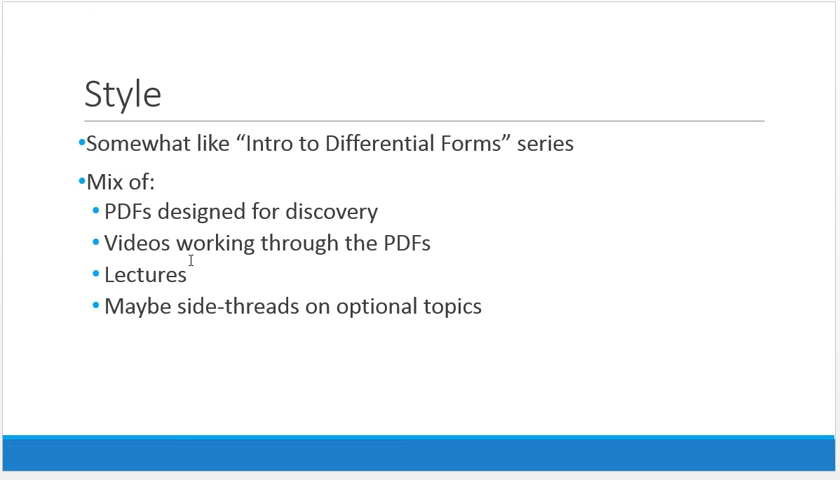 Style
•Somewhat like “Intro to Differential Forms” series
•Mix of:
•PDFs designed for discovery
•Videos working through the PDFs
•Lectures
•Maybe side-threads on optional topics